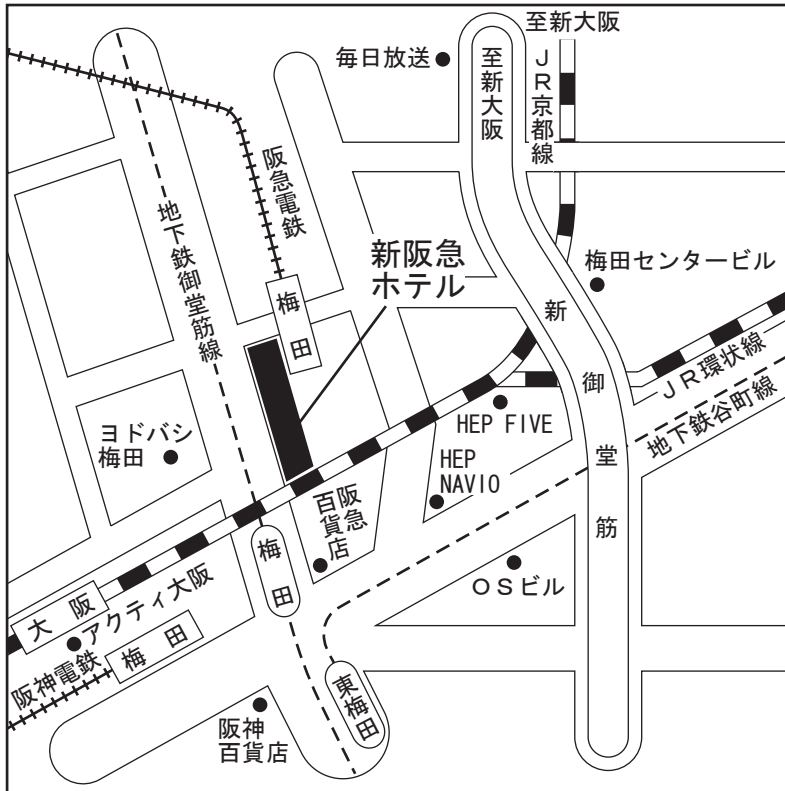 至新大阪
毎日放送
至新大阪
JR京都線
阪急電鉄
地下鉄御堂筋線
新阪急
ホテル
梅田センタービル
梅田
新御堂筋
JR環状線
地下鉄谷町線
HEP FIVE
ヨドバシ
梅田
HEP
NAVIO
阪急
百貨店
梅田
OSビル
大阪
アクティ大阪
梅田
阪神電鉄
東梅田
阪神
百貨店